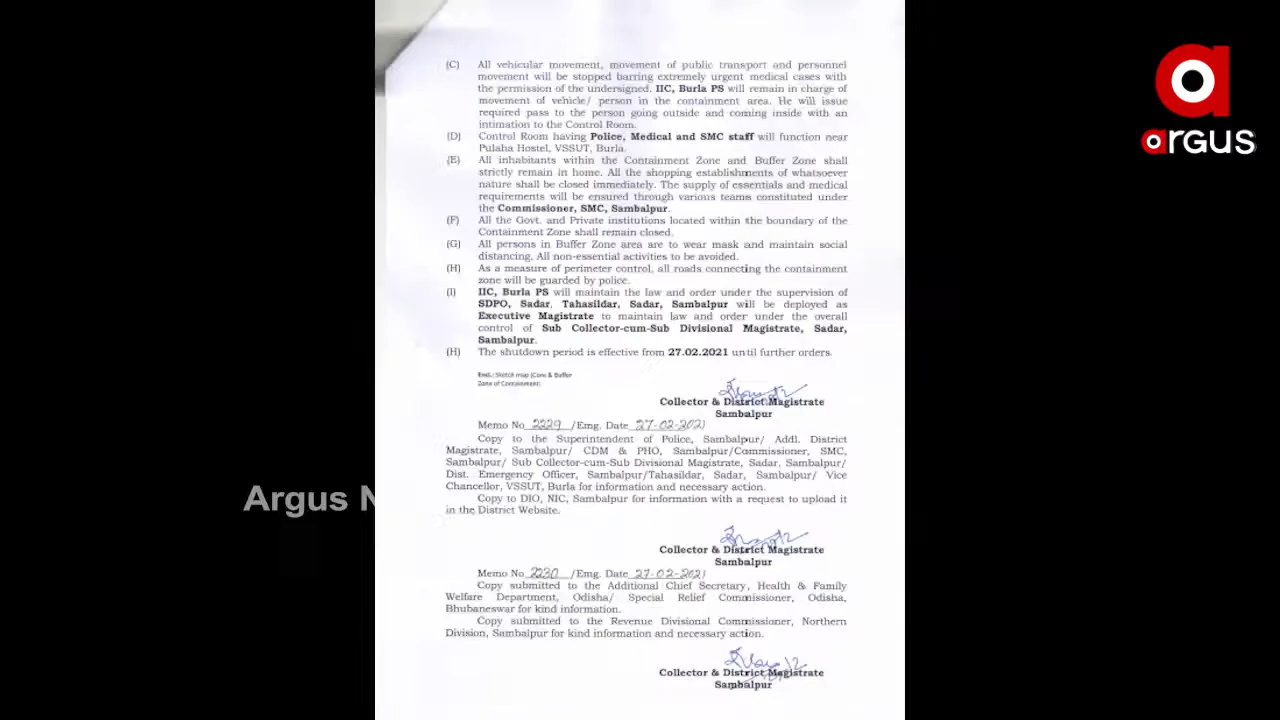 (C) All vehicular movement, movement of public transport and personnel
movement will be stopped barring extremely urgent medical cases with
the permission of the undersigned. IIC, Burla PS will remain in charge of
movement of vehicle/ person in the containment area. He will issue
required pass to the person going outside and coming inside with an
intimation to the Control Room.
(D) Control Room having Police, Medical and SMC staff will function near
Pulaha Hostel, VSSUT, Burla.
(E) All inhabitants within the Containment Zone and Buffer Zone shall
strictly remain in home. All the shopping establishments of whatsoever
nature shall be closed immediately. The supply of essentials and medical
requirements will be ensured through various teams constituted under
the Commissioner, SMC, Sambalpur.
(F) All the Govt. and Private institutions located within the boundary of the
Containment Zone shall remain closed.
(G) All persons in Buffer Zone area are to wear mask and maintain social
distancing. All non-essential activities to be avoided.
(H) As a measure of perimeter control, all roads connecting the containment
zone will be guarded by police.
(I) IIC, Burla PS will maintain the law and order under the supervision of
SDPO, Sadar, Tahasildar, Sadar, Sambalpur will be deployed as
Executive Magistrate to maintain law and order under the overall
control of Sub Collector-cum-Sub Divisional Magistrate, Sadar,
Sambalpur.
(H) The shutdown period is effective from 27.02.2021 until further orders.
Encl.: Sketch map (Core & Buffer
Zone of Containment)
Collector & District Magistrate
Sambalpur
Memo No 2229 /Emg. Date 27-02-2021
Copy to the Superintendent of Police, Sambalpur/ Addl. District
Magistrate, Sambalpur/ CDM & PHO, Sambalpur/Commissioner, SMC,
Sambalpur/ Sub Collector-cum-Sub Divisional Magistrate, Sadar, Sambalpur/
Dist. Emergency Officer, Sambalpur/Tahasildar, Sadar, Sambalpur/ Vice
Chancellor, VSSUT, Burla for information and necessary action.
Copy to DIO, NIC, Sambalpur for information with a request to upload it
in the District Website.
Collector & District Magistrate
Sambalpur
Memo No 2230 /Emg. Date 27-02-2021
Copy submitted to the Additional Chief Secretary, Health & Family
Welfare Department, Odisha/ Special Relief Commissioner, Odisha,
Bhubaneswar for kind information.
Copy submitted to the Revenue Divisional Commissioner, Northern
Division, Sambalpur for kind information and necessary action.
Collector & District Magistrate
Sambalpur
argus
Argus N